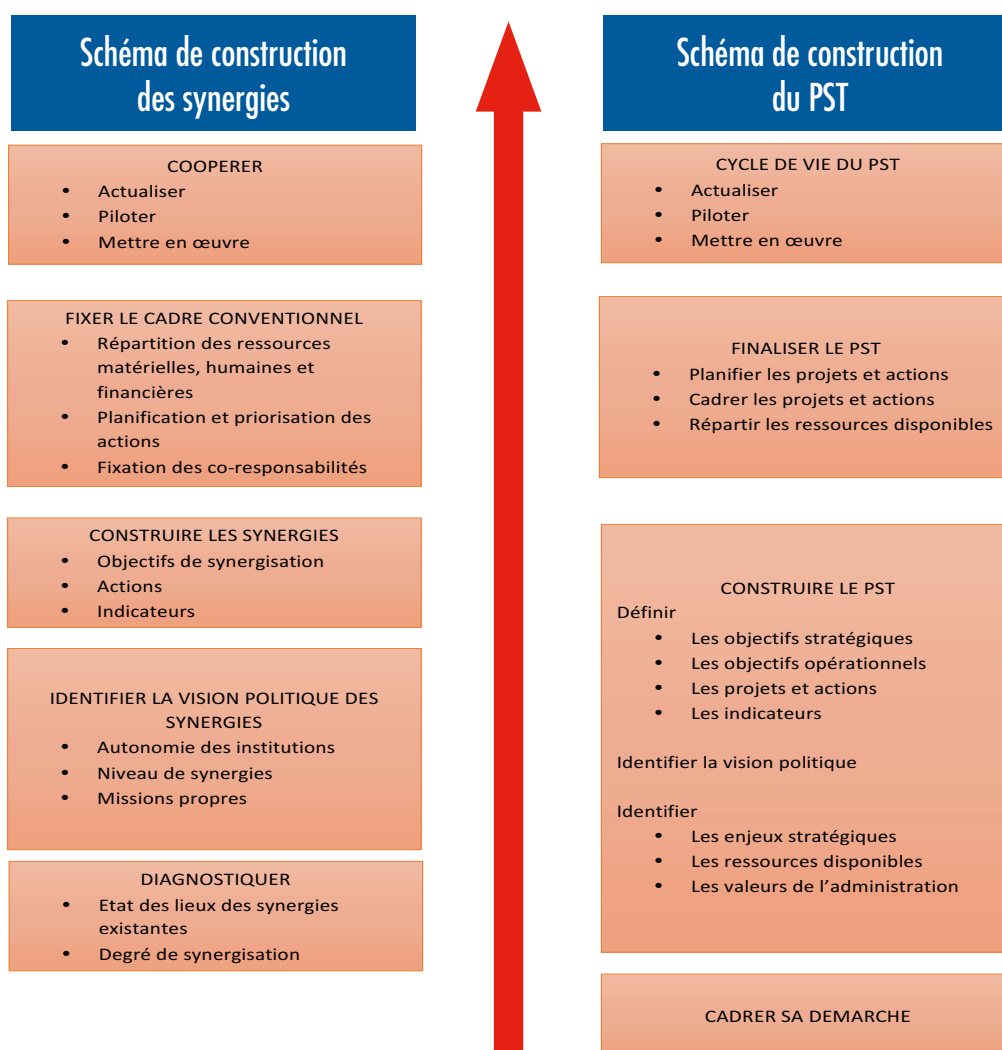 Schéma de construction
des synergies
COOPERER
• Actualiser
• Piloter
• Mettre en œuvre
FIXER LE CADRE CONVENTIONNEL
• Répartition des ressources
matérielles, humaines et
financières
• Planification et priorisation des
actions
• Fixation des co-responsabilités
CONSTRUIRE LES SYNERGIES
• Objectifs de synergisation
• Actions
• Indicateurs
IDENTIFIER LA VISION POLITIQUE DES
SYNERGIES
• Autonomie des institutions
• Niveau de synergies
• Missions propres
DIAGNOSTIQUER
• Etat des lieux des synergies
existantes
• Degré de synergisation
Schéma de construction
du PST
CYCLE DE VIE DU PST
• Actualiser
• Piloter
• Mettre en œuvre
FINALISER LE PST
• Planifier les projets et actions
• Cadrer les projets et actions
• Répartir les ressources disponibles
CONSTRUIRE LE PST
Définir
• Les objectifs stratégiques
• Les objectifs opérationnels
• Les projets et actions
• Les indicateurs
Identifier la vision politique
Identifier
• Les enjeux stratégiques
• Les ressources disponibles
• Les valeurs de l’administration
CADRER SA DEMARCHE